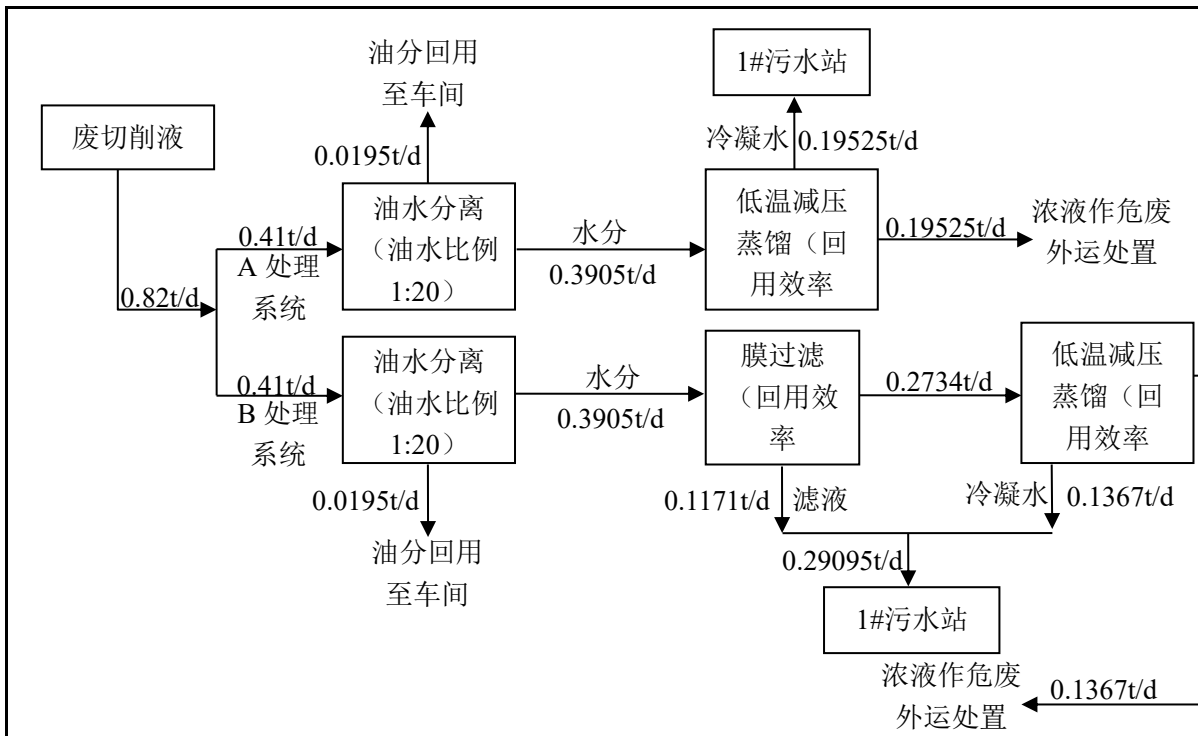 油分回用
至车间
1#污水站
废切削液
0.0195t/d
冷凝水
0.19525t/d
0.82t/d
0.41t/d
A 处理
系统
油水分离
（油水比例
1:20）
水分
0.3905t/d
低温减压
蒸馏（回
用效率
0.19525t/d
浓液作危废
外运处置
0.41t/d
B 处理
系统
油水分离
（油水比例
1:20）
水分
0.3905t/d
膜过滤
（回用效
率
0.2734t/d
低温减压
蒸馏（回
用效率
0.0195t/d
油分回用
至车间
0.1171t/d
滤液
冷凝水
0.1367t/d
0.29095t/d
1#污水站
浓液作危废
外运处置
0.1367t/d